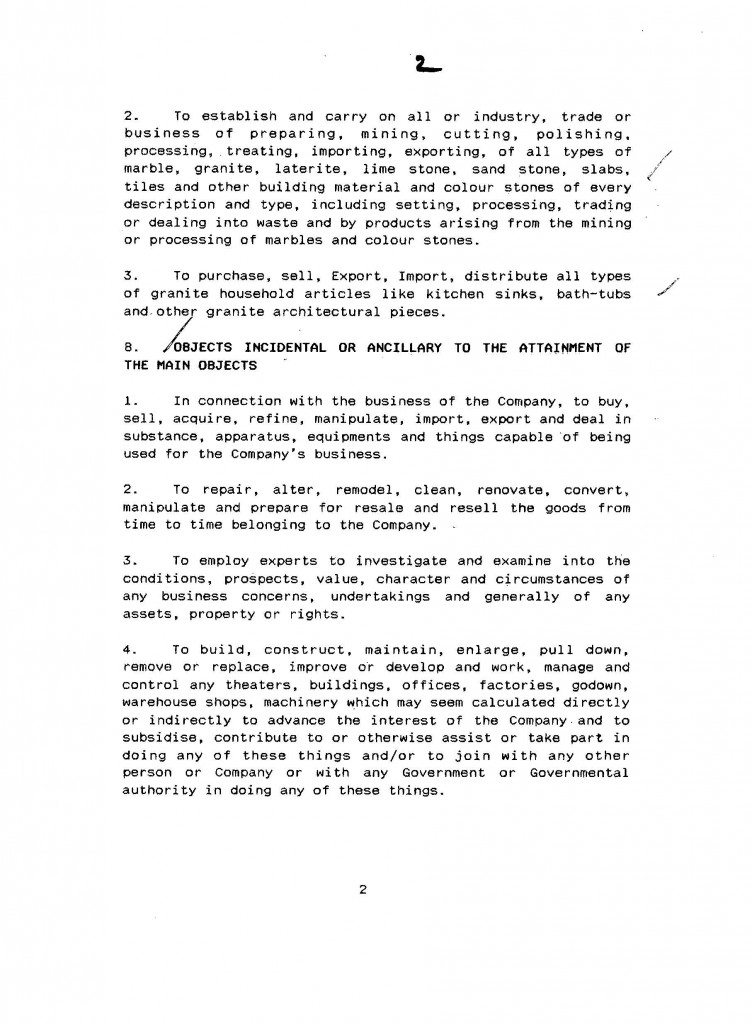 2
2. To establish and carry on all or industry, trade or
business of preparing, mining, cutting, polishing,
processing, treating, importing, exporting, of all types of
marble, granite, laterite, lime stone, sand stone, slabs,
tiles and other building material and colour stones of every
description and type, including setting, processing, trading
or dealing into waste and by products arising from the mining
or processing of marbles and colour stones.
3. To purchase, sell, Export, Import, distribute all types
of granite household articles like kitchen sinks, bath-tubs
and other granite architectural pieces.
8. OBJECTS INCIDENTAL OR ANCILLARY TO THE ATTAINMENT OF
THE MAIN OBJECTS
1. In connection with the business of the Company, to buy,
sell, acquire, refine, manipulate, import, export and deal in
substance, apparatus, equipments and things capable of being
used for the Company's business.
2. To repair, alter, remodel, clean, renovate, convert,
manipulate and prepare for resale and resell the goods from
time to time belonging to the Company.
3. To employ experts to investigate and examine into the
conditions, prospects, value, character and circumstances of
any business concerns, undertakings and generally of any
assets, property or rights.
4. To build, construct, maintain, enlarge, pull down,
remove or replace, improve or develop and work, manage and
control any theaters, buildings, offices, factories, godown,
warehouse shops, machinery which may seem calculated directly
or indirectly to advance the interest of the Company and to
subsidise, contribute to or otherwise assist or take part in
doing any of these things and/or to join with any other
person or Company or with any Government or Governmental
authority in doing any of these things.
2